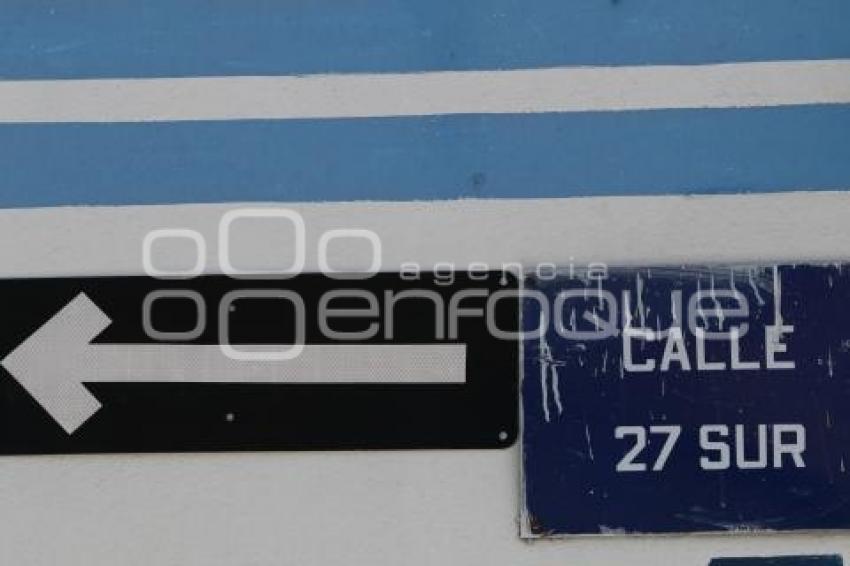 agencia
enfoque
CALLE
27 SUR